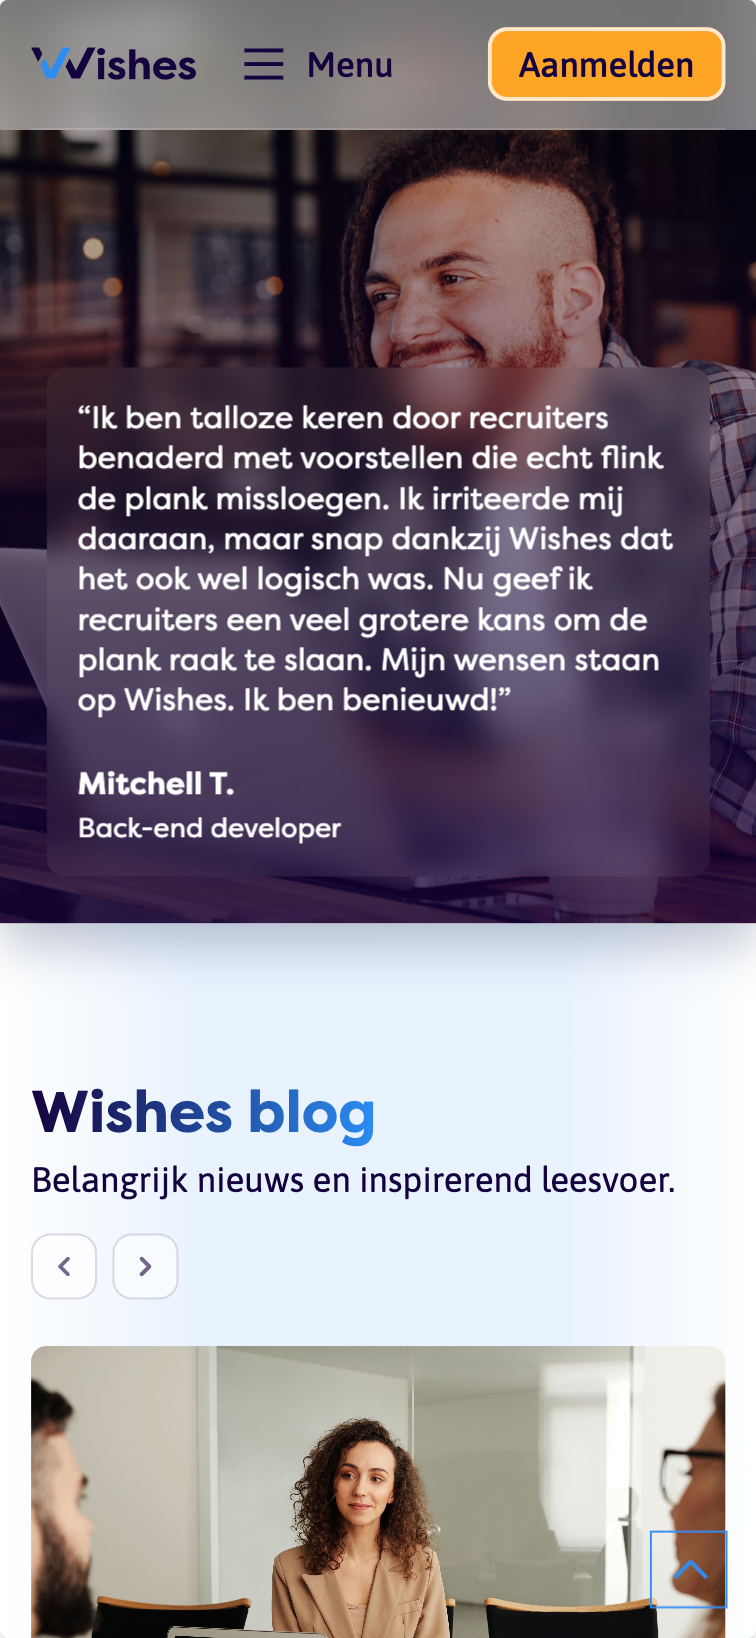 Wishes Menu Aanmelden
“Ik ben talloze keren door recruiters
benaderd met voorstellen die echt flink
de plank missloegen. Ik irriteerde mij
daaraan, maar snap dankzij Wishes dat
het ook wel logisch was. Nu geef ik
recruiters een veel grotere kans om de
plank raak te slaan. Mijn wensen staan
op Wishes. Ik ben benieuwd!”
Mitchell T.
Back-end developer
Wishes blog
Belangrijk nieuws en inspirerend leesvoer.